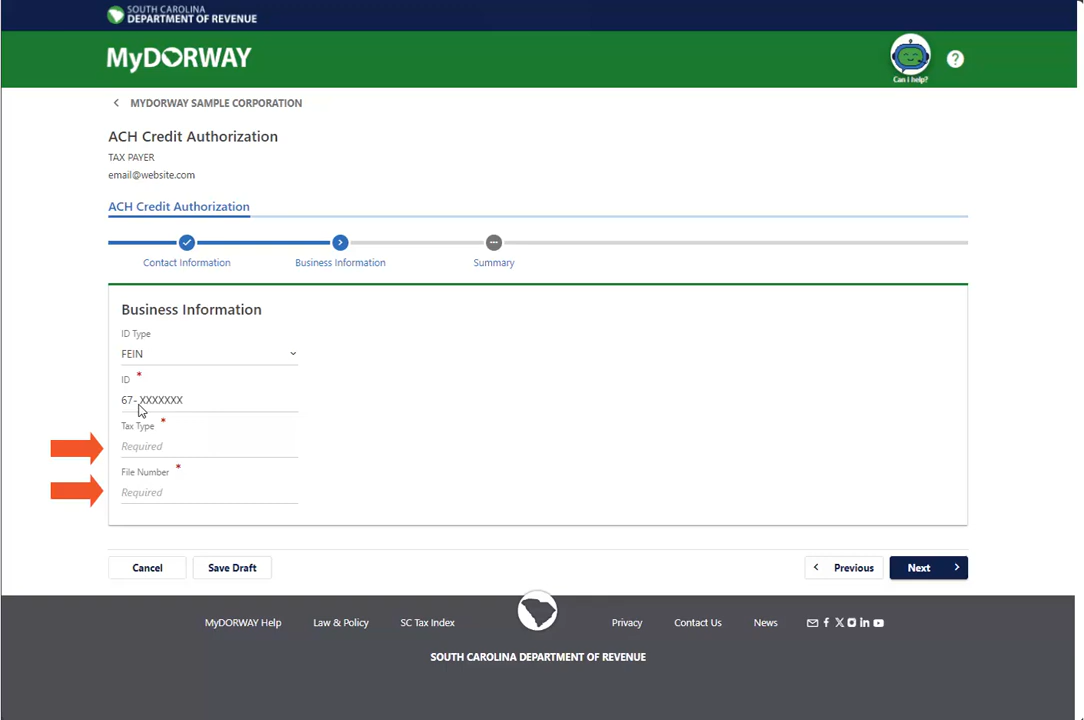 SOUTH CAROLINA
DEPARTMENT OF REVENUE
MyDORWAY
Can I help?
?
MYDORWAY SAMPLE CORPORATION
ACH Credit Authorization
TAX PAYER
email@website.com
ACH Credit Authorization
Contact Information
Business Information
Summary
Business Information
ID Type
FEIN
ID *
67-XXXXXXX
Tax Type *
Required
File Number *
Required
Cancel
Save Draft
Previous
Next
MyDORWAY Help
Law & Policy
SC Tax Index
Privacy
Contact Us
News
SOUTH CAROLINA DEPARTMENT OF REVENUE